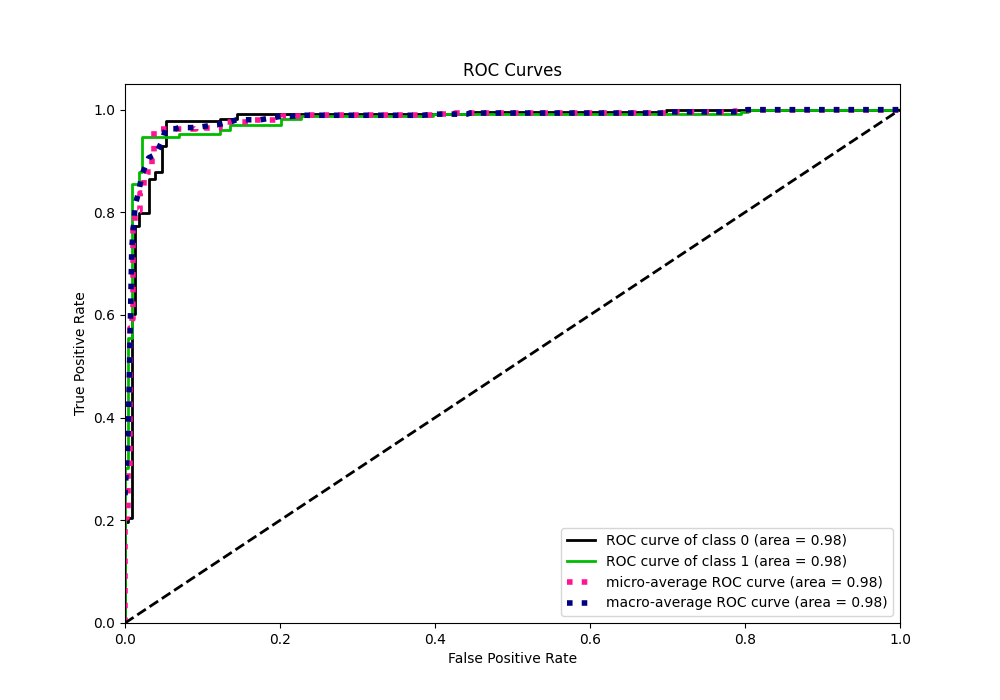 ROC Curves
1.0
0.8
0.6
0.4
0.2
0.0
True Positive Rate
ROC curve of class 0 (area = 0.98)
ROC curve of class 1 (area = 0.98)
micro-average ROC curve (area = 0.98)
macro-average ROC curve (area = 0.98)
0.0 0.2 0.4 0.6 0.8 1.0
False Positive Rate